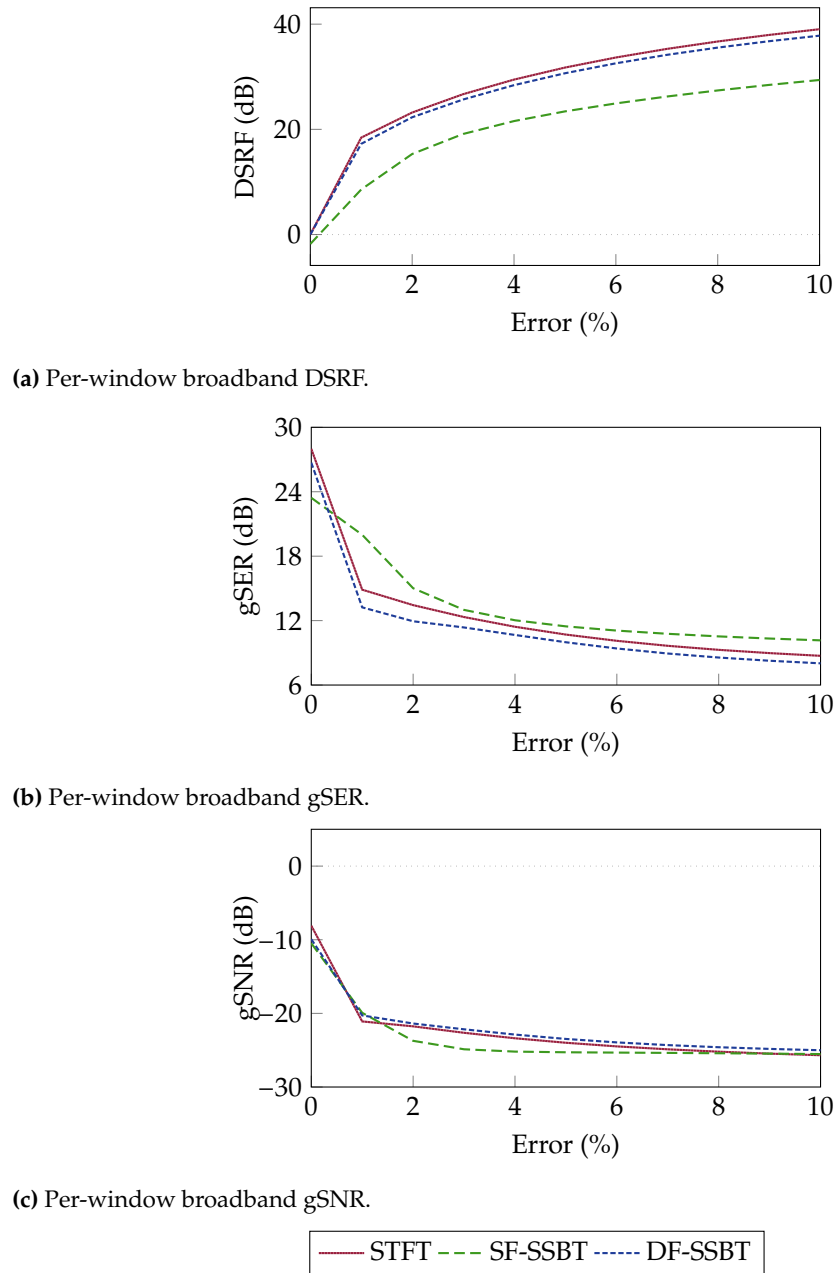 40
20
0
DSRF (dB)
0 2 4 6 8 10
Error (%)
(a) Per-window broadband DSRF.
30
24
18
12
6
gSER (dB)
0 2 4 6 8 10
Error (%)
(b) Per-window broadband gSER.
0
−10
−20
−30
gSNR (dB)
0 2 4 6 8 10
Error (%)
(c) Per-window broadband gSNR.
STFT SF-SSBT DF-SSBT